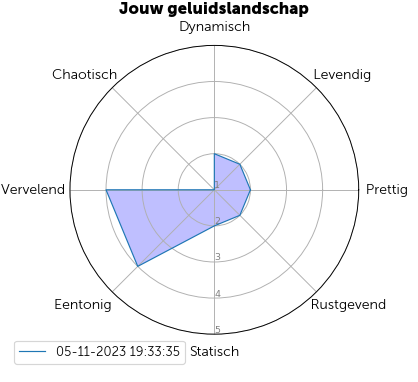 Jouw geluidslandschap
Dynamisch
Chaotisch
Levendig
Vervelend
1
Prettig
2
3
4
Eentonig
Rustgevend
5
05-11-2023 19:33:35
Statisch